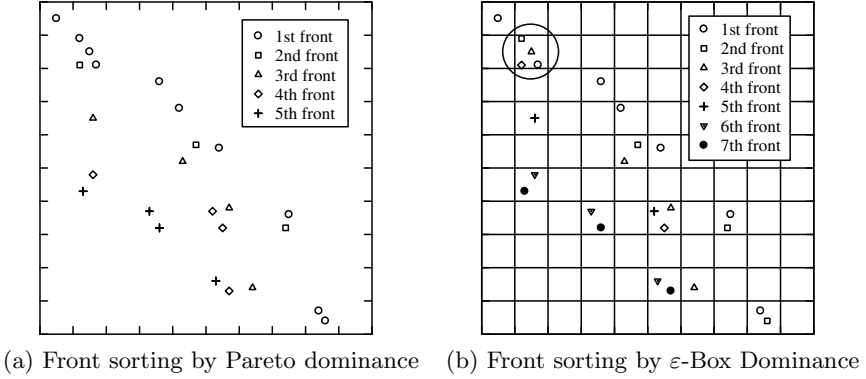 1st front
2nd front
3rd front
4th front
5th front
1st front
2nd front
3rd front
4th front
5th front
6th front
7th front
(a) Front sorting by Pareto dominance
(b) Front sorting by ε-Box Dominance